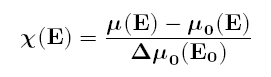 χ(E) = μ(E) − μ₀(E) / Δμ₀(E₀)